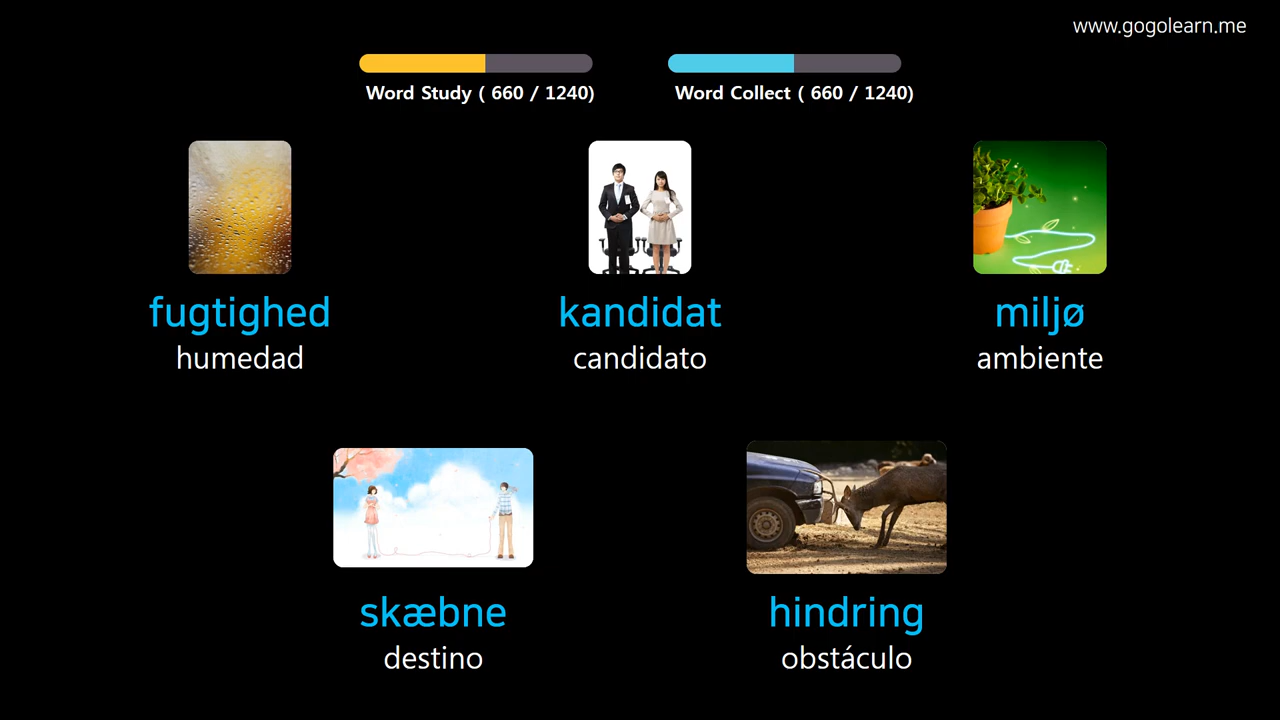 www.gogolearn.me
Word Study ( 660 / 1240)
Word Collect ( 660 / 1240)
fugtighed
humedad
kandidat
candidato
miljø
ambiente
skæbne
destino
hindring
obstáculo